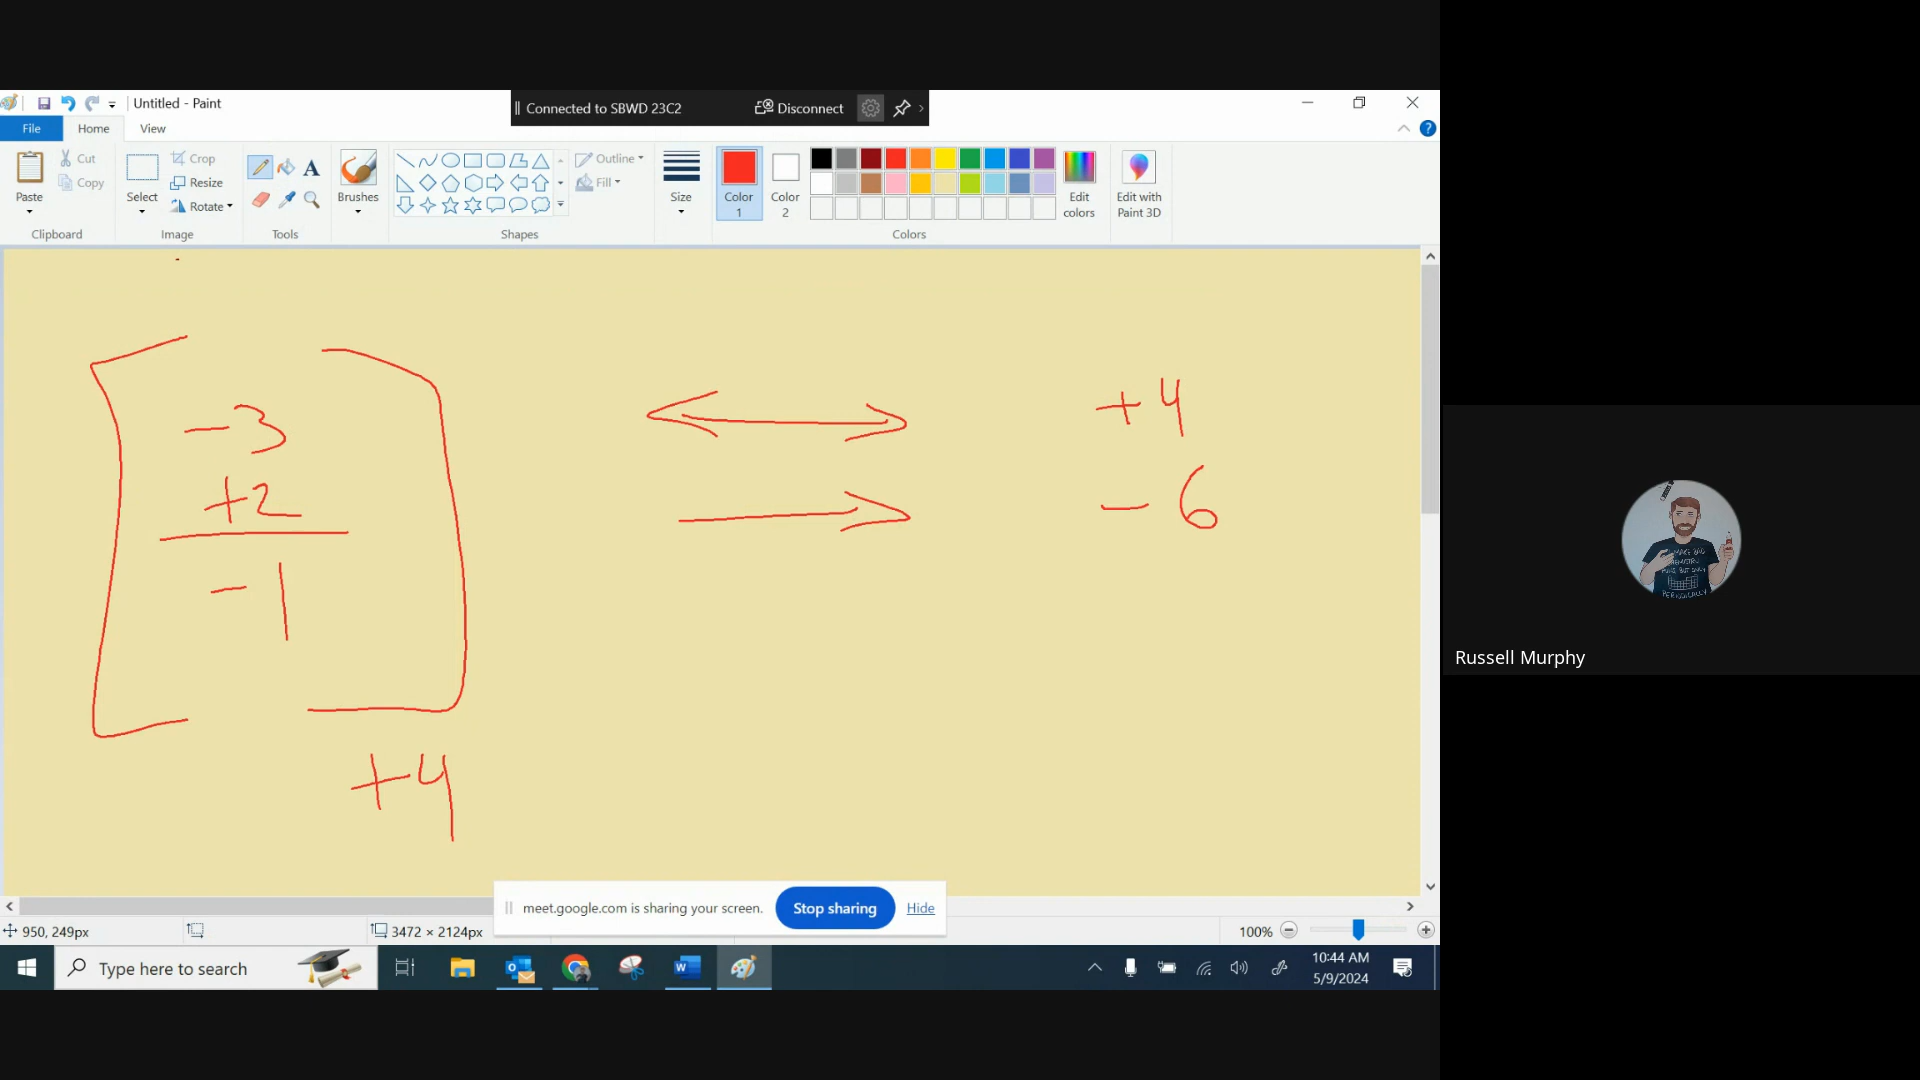 Untitled - Paint
Connected to SBWD 23C2
Disconnect
File
Home
View
Paste
Cut
Copy
Clipboard
Select
Crop
Resize
Rotate
Image
A
Tools
Brushes
Outline
Fill
Shapes
Size
Color
1
Color
2
Colors
Edit
colors
Edit with
Paint 3D
-3
+2
-1
+4
+4
-6
meet.google.com is sharing your screen.
Stop sharing
Hide
950, 249px
3472 × 2124px
100%
Type here to search
10:44 AM
5/9/2024
MAKE BAD
PERIODICALLY
Russell Murphy